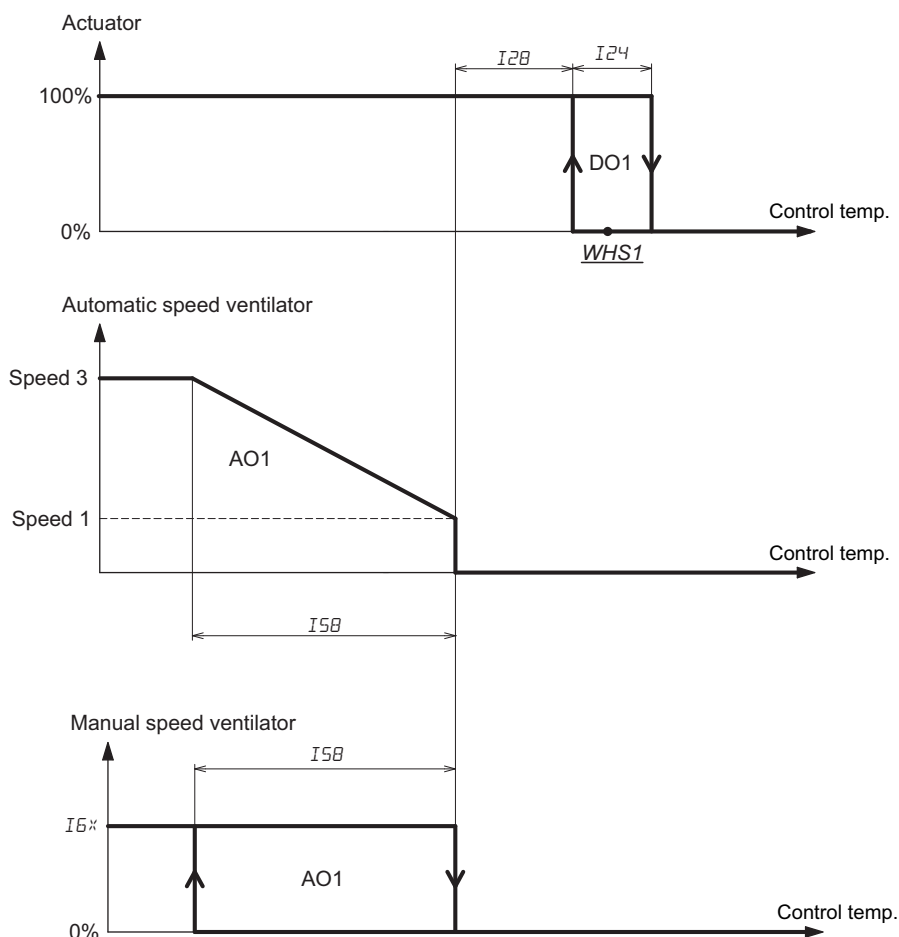 Actuator
I28
I24
100%
DO1
Control temp.
0%
WHS1
Automatic speed ventilator
Speed 3
AO1
Speed 1
Control temp.
I58
Manual speed ventilator
I58
I6x
AO1
Control temp.
0%